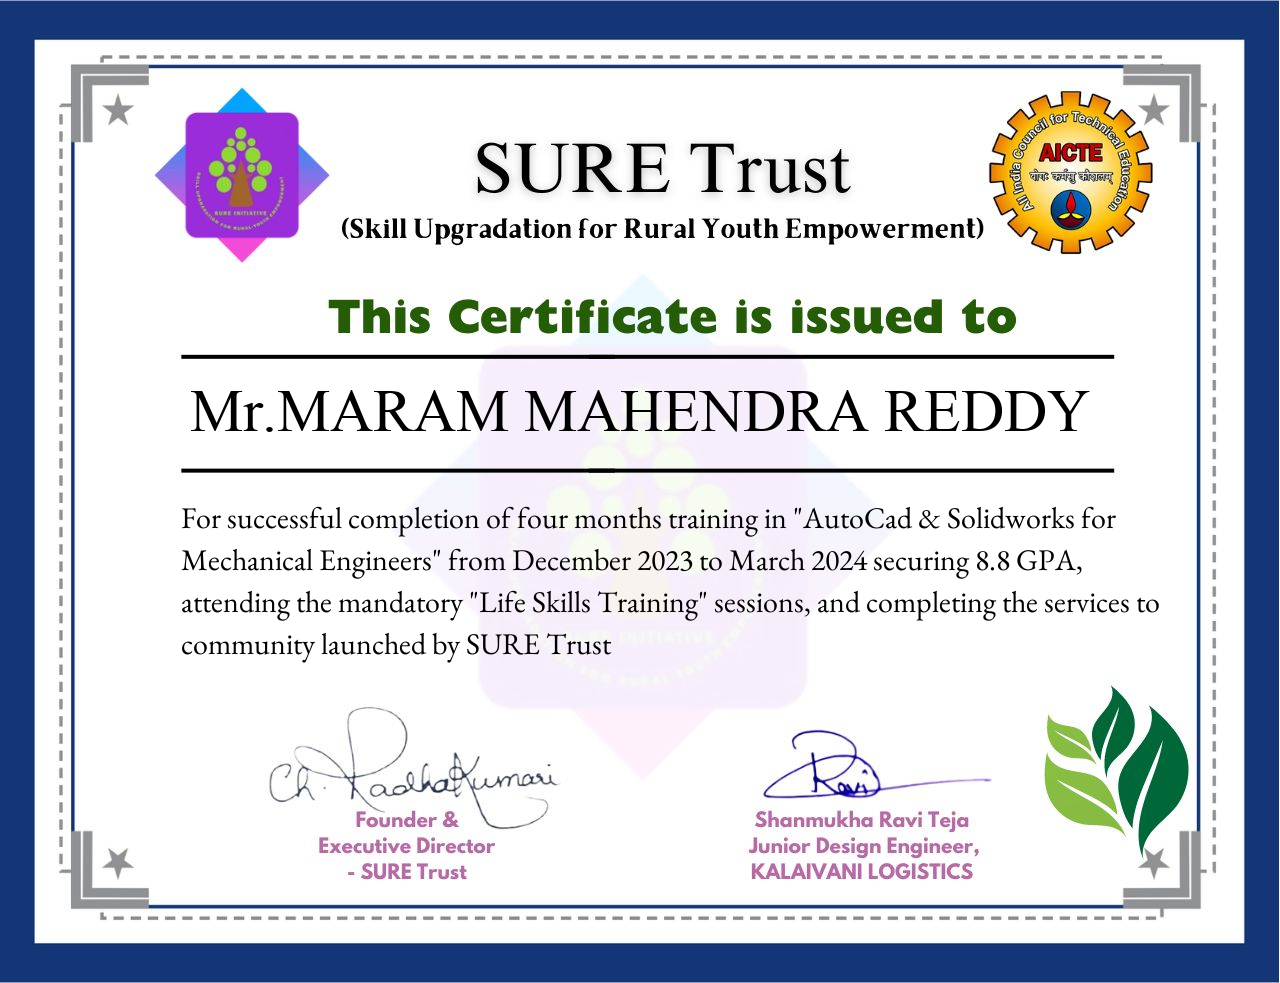 SURE Trust
(Skill Upgradation for Rural Youth Empowerment)
SKILL UPGRADATION FOR RURAL-YOUTH EMPOWERMENT
SURE INITIATIVE
All India Council for Technical Education
AICTE
योगः कर्मसु कौशलम्
This Certificate is issued to
Mr.MARAM MAHENDRA REDDY
For successful completion of four months training in "AutoCad & Solidworks for
Mechanical Engineers" from December 2023 to March 2024 securing 8.8 GPA,
attending the mandatory "Life Skills Training" sessions, and completing the services to
community launched by SURE Trust
Ch. RadhaKumari
Founder &
Executive Director
- SURE Trust
Ravi
Shanmukha Ravi Teja
Junior Design Engineer,
KALAIVANI LOGISTICS